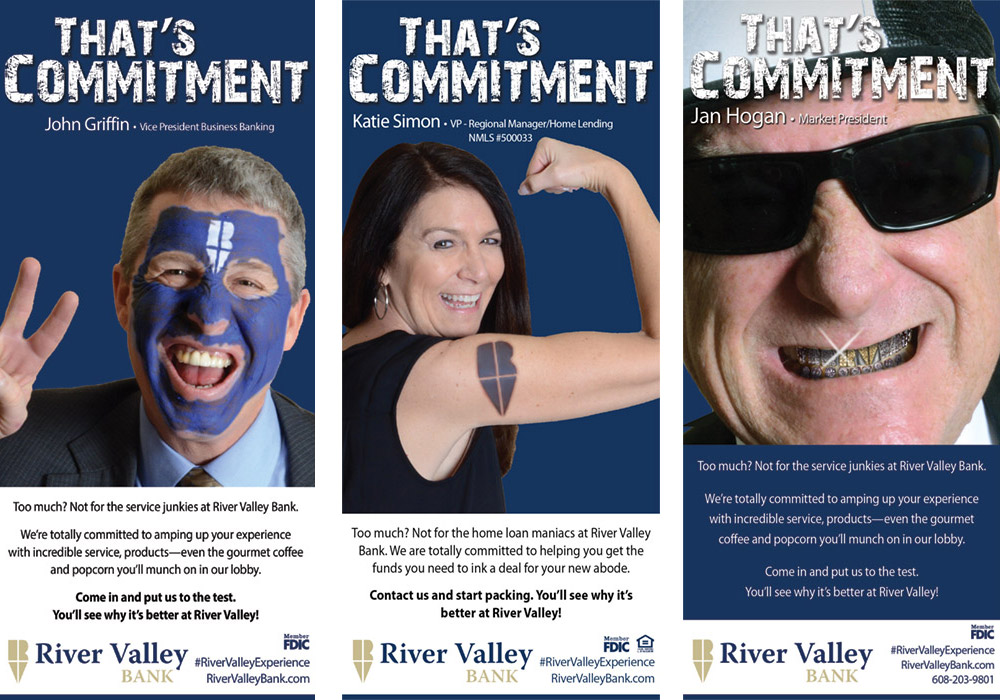 THAT'S
COMMITMENT
John Griffin • Vice President Business Banking
Too much? Not for the service junkies at River Valley Bank.
We're totally committed to amping up your experience
with incredible service, products—even the gourmet coffee
and popcorn you'll munch on in our lobby.
Come in and put us to the test.
You'll see why it's better at River Valley!
River Valley
BANK
Member
FDIC
#RiverValleyExperience
RiverValleyBank.com
THAT'S
COMMITMENT
Katie Simon • VP - Regional Manager/Home Lending
NMLS #500033
Too much? Not for the home loan maniacs at River Valley
Bank. We are totally committed to helping you get the
funds you need to ink a deal for your new abode.
Contact us and start packing. You'll see why it's
better at River Valley!
River Valley
BANK
Member
FDIC
#RiverValleyExperience
RiverValleyBank.com
THAT'S
COMMITMENT
Jan Hogan • Market President
Too much? Not for the service junkies at River Valley Bank.
We're totally committed to amping up your experience
with incredible service, products—even the gourmet
coffee and popcorn you'll munch on in our lobby.
Come in and put us to the test.
You'll see why it's better at River Valley!
River Valley
BANK
Member
FDIC
#RiverValleyExperience
RiverValleyBank.com
608-203-9801